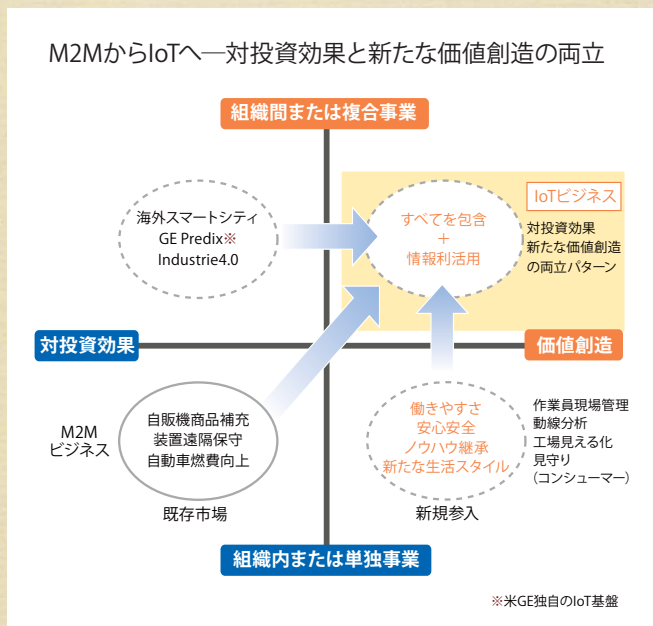 M2MからIoTへ—対投資効果と新たな価値創造の両立
組織間または複合事業
海外スマートシティ
GE Predix※
Industrie4.0
すべてを包含
＋
情報利活用
IoTビジネス
対投資効果
新たな価値創造
の両立パターン
対投資効果
価値創造
M2M
ビジネス
自販機商品補充
装置遠隔保守
自動車燃費向上
既存市場
働きやすさ
安心安全
ノウハウ継承
新たな生活スタイル
新規参入
作業員現場管理
動線分析
工場見える化
見守り
(コンシューマー)
組織内または単独事業
※米GE独自のIoT基盤